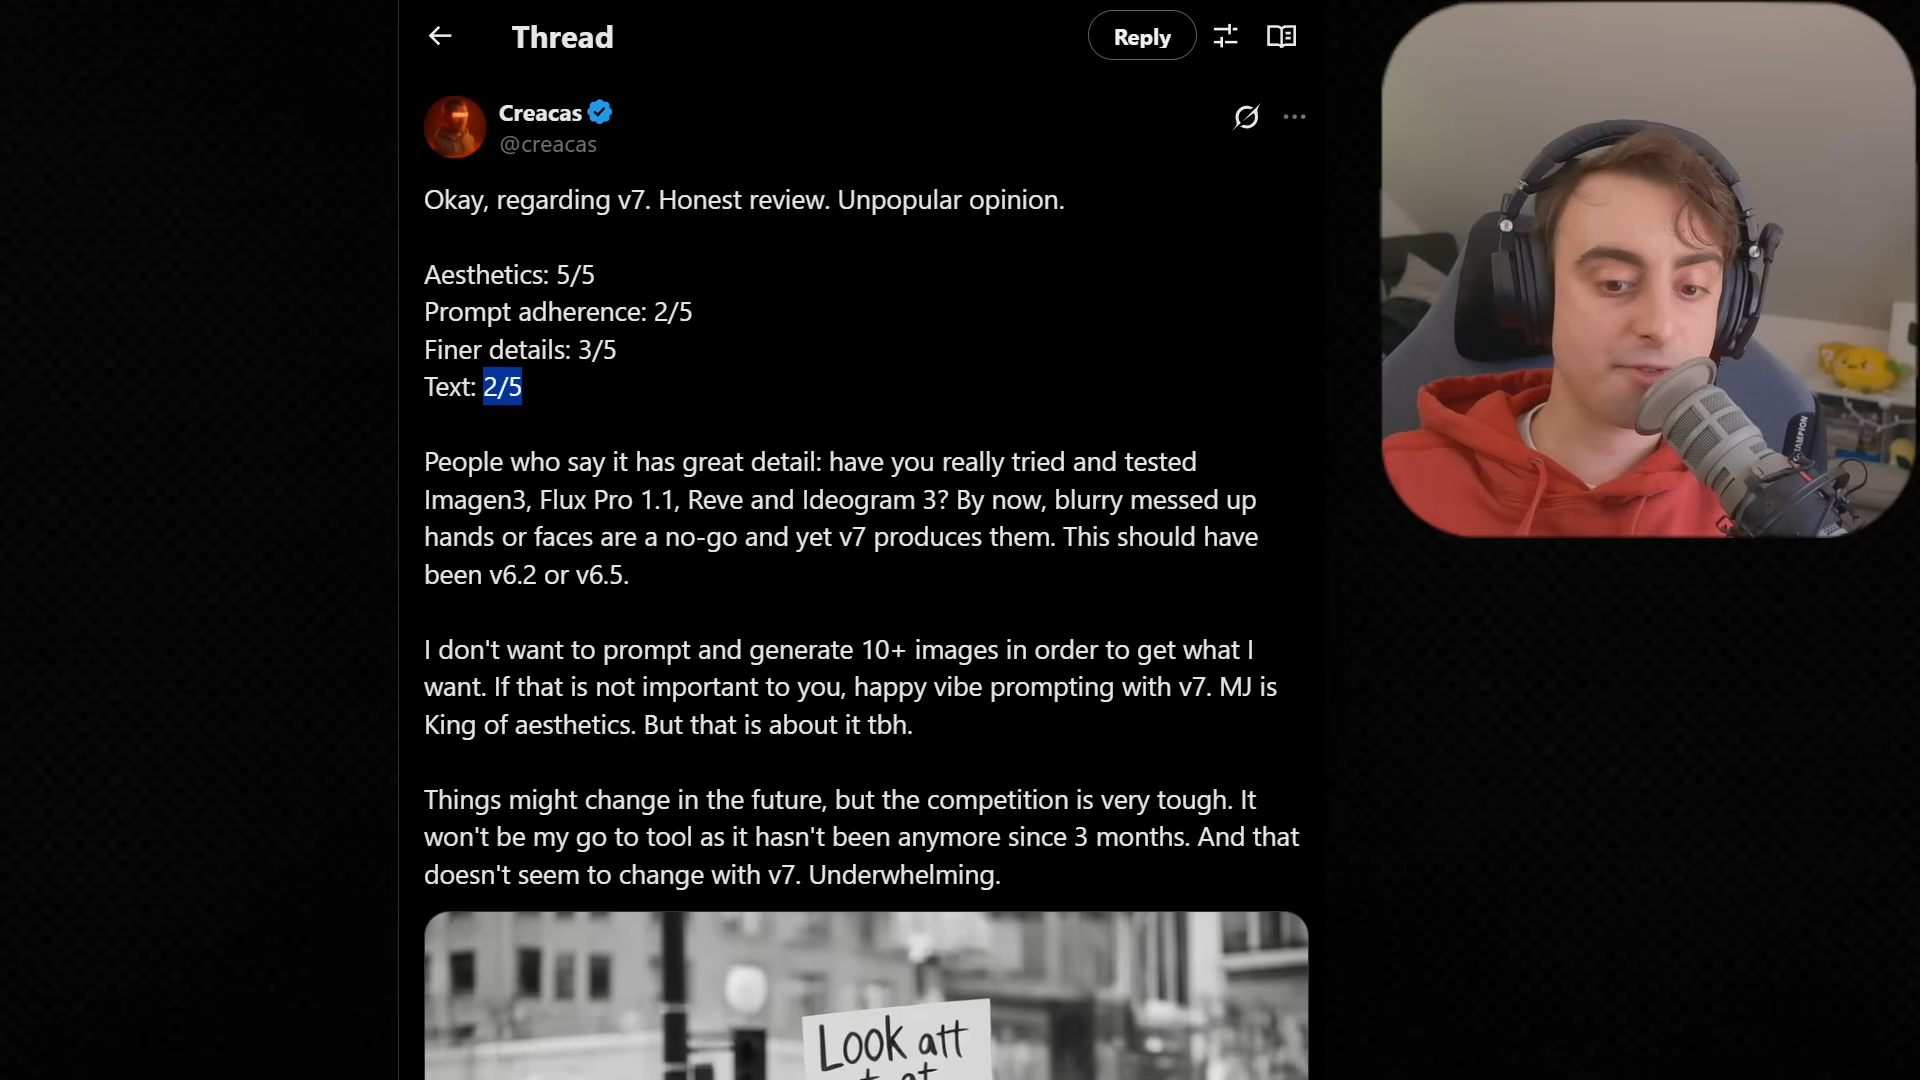 Thread
Reply
Creacas
@creacas
Okay, regarding v7. Honest review. Unpopular opinion.
Aesthetics: 5/5
Prompt adherence: 2/5
Finer details: 3/5
Text: 2/5
People who say it has great detail: have you really tried and tested
Imagen3, Flux Pro 1.1, Reve and Ideogram 3? By now, blurry messed up
hands or faces are a no-go and yet v7 produces them. This should have
been v6.2 or v6.5.
I don't want to prompt and generate 10+ images in order to get what I
want. If that is not important to you, happy vibe prompting with v7. MJ is
King of aesthetics. But that is about it tbh.
Things might change in the future, but the competition is very tough. It
won't be my go to tool as it hasn't been anymore since 3 months. And that
doesn't seem to change with v7. Underwhelming.
Look att
CHAMPION